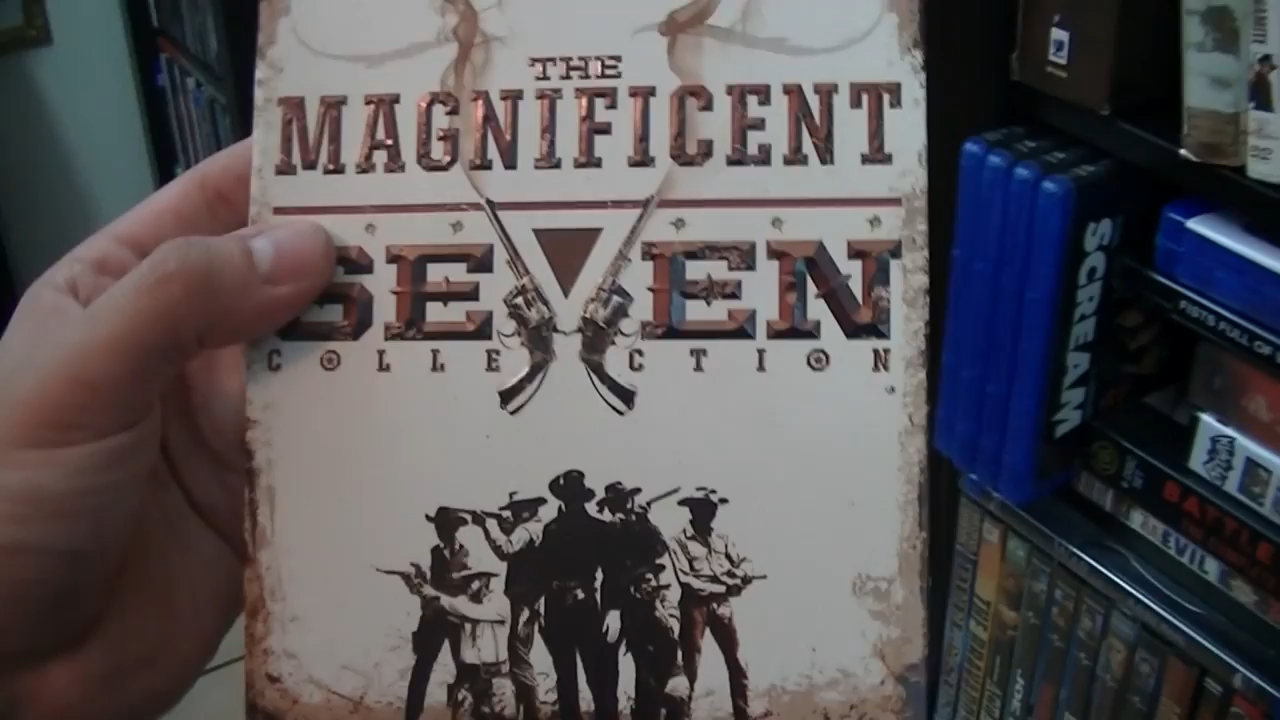 THE
MAGNIFICENT
SEVEN
COLLECTION
SCREAM
FISTS FULL OF
BATTLE
EVIL